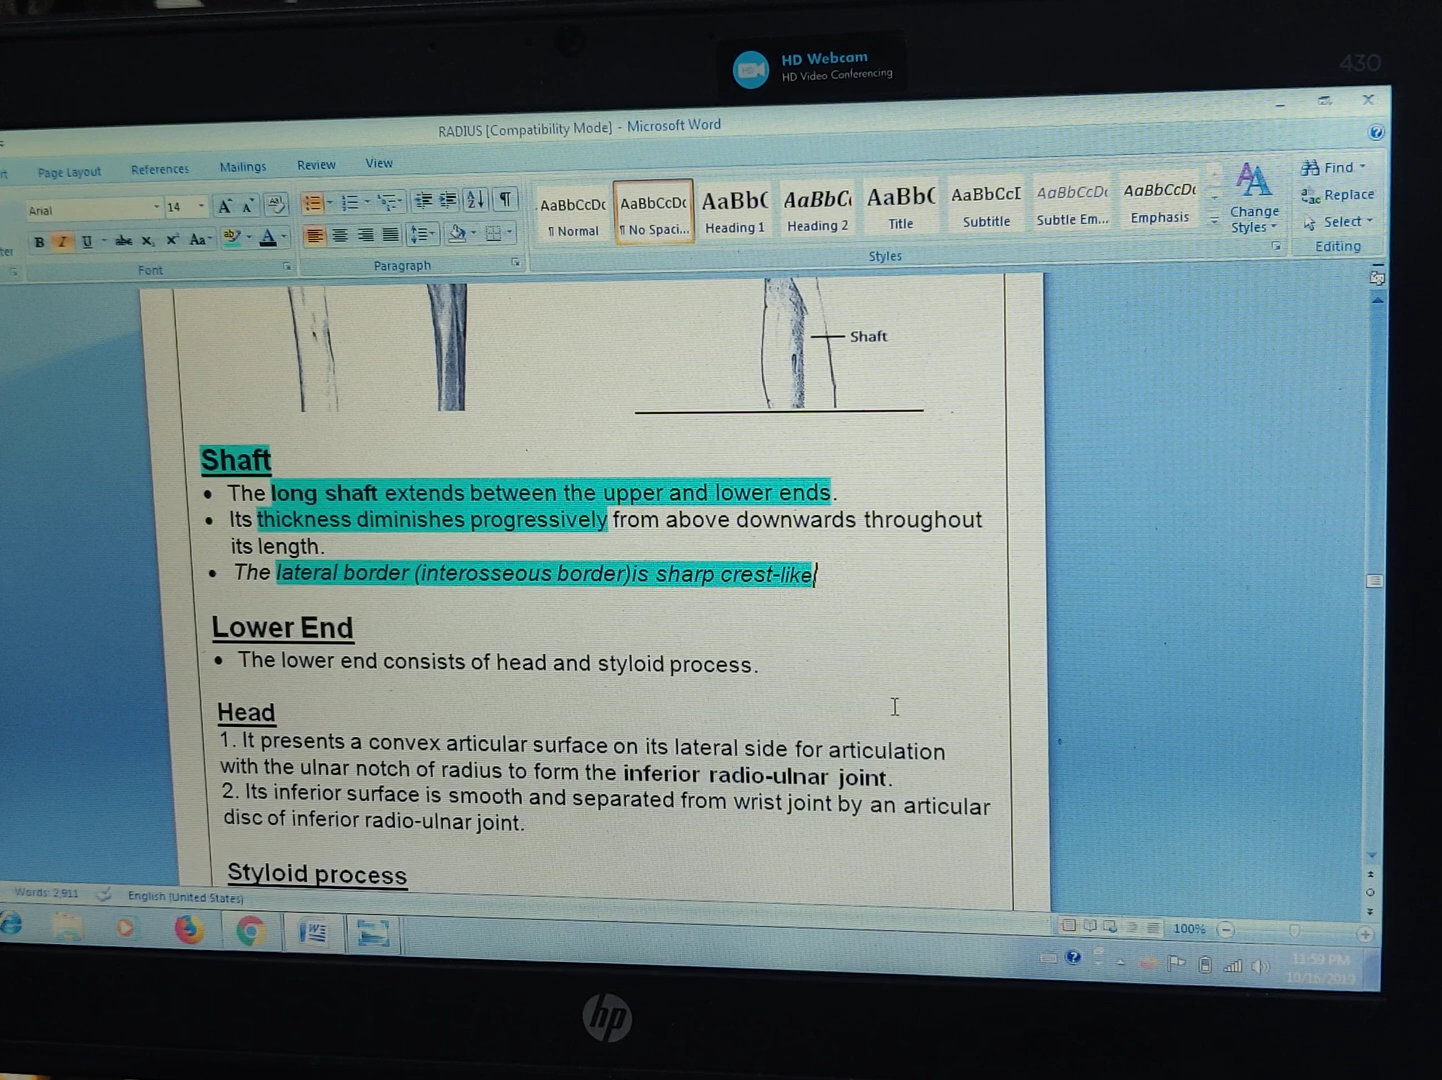 HD Webcam
HD Video Conferencing
430
RADIUS [Compatibility Mode] - Microsoft Word
Page Layout References Mailings Review View
Arial 14
Font
Paragraph
AaBbCcDc AaBbCcDc AaBbC AaBbC AaBbC AaBbCcI AaBbCcDc AaBbCcDc
¶ Normal ¶ No Spaci... Heading 1 Heading 2 Title Subtitle Subtle Em... Emphasis
Change Styles
Styles
Find
Replace
Select
Editing
Shaft
Shaft
• The long shaft extends between the upper and lower ends.
• Its thickness diminishes progressively from above downwards throughout
its length.
• The lateral border (interosseous border)is sharp crest-like
Lower End
• The lower end consists of head and styloid process.
Head
1. It presents a convex articular surface on its lateral side for articulation
with the ulnar notch of radius to form the inferior radio-ulnar joint.
2. Its inferior surface is smooth and separated from wrist joint by an articular
disc of inferior radio-ulnar joint.
Styloid process
Words: 2,911 English (United States)
100%
11:59 PM
hp